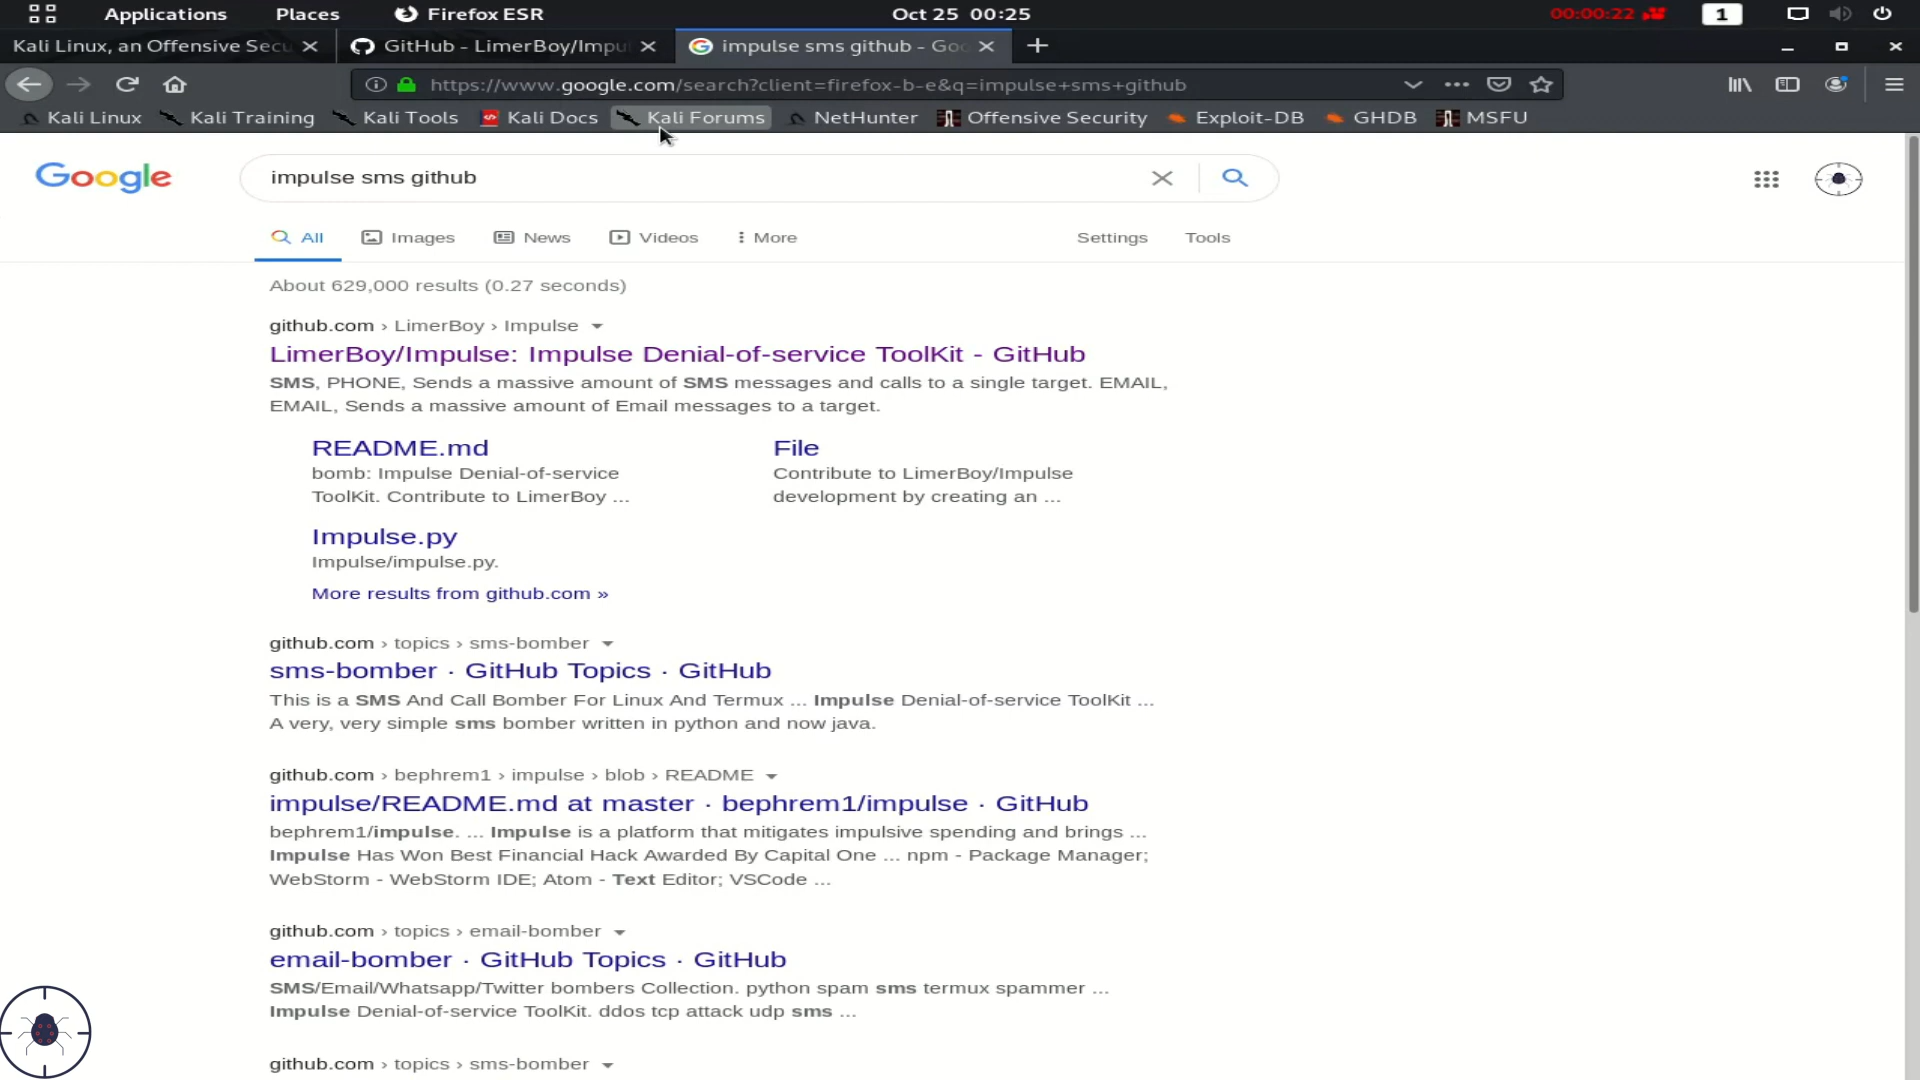 Applications Places Firefox ESR Oct 25 00:25 00:00:22 1
Kali Linux, an Offensive Secu GitHub - LimerBoy/Impu impulse sms github - Goo
https://www.google.com/search?client=firefox-b-e&q=impulse+sms+github
Kali Linux Kali Training Kali Tools Kali Docs Kali Forums NetHunter Offensive Security Exploit-DB GHDB MSFU
Google impulse sms github
All Images News Videos More Settings Tools
About 629,000 results (0.27 seconds)
github.com › LimerBoy › Impulse
LimerBoy/Impulse: Impulse Denial-of-service ToolKit - GitHub
SMS, PHONE, Sends a massive amount of SMS messages and calls to a single target. EMAIL,
EMAIL, Sends a massive amount of Email messages to a target.
README.md
bomb: Impulse Denial-of-service
ToolKit. Contribute to LimerBoy ...
File
Contribute to LimerBoy/Impulse
development by creating an ...
Impulse.py
Impulse/impulse.py.
More results from github.com »
github.com › topics › sms-bomber
sms-bomber · GitHub Topics · GitHub
This is a SMS And Call Bomber For Linux And Termux ... Impulse Denial-of-service ToolKit ...
A very, very simple sms bomber written in python and now java.
github.com › bephrem1 › impulse › blob › README
impulse/README.md at master · bephrem1/impulse · GitHub
bephrem1/impulse. ... Impulse is a platform that mitigates impulsive spending and brings ...
Impulse Has Won Best Financial Hack Awarded By Capital One ... npm - Package Manager;
WebStorm - WebStorm IDE; Atom - Text Editor; VSCode ...
github.com › topics › email-bomber
email-bomber · GitHub Topics · GitHub
SMS/Email/Whatsapp/Twitter bombers Collection. python spam sms termux spammer ...
Impulse Denial-of-service ToolKit. ddos tcp attack udp sms ...
github.com › topics › sms-bomber